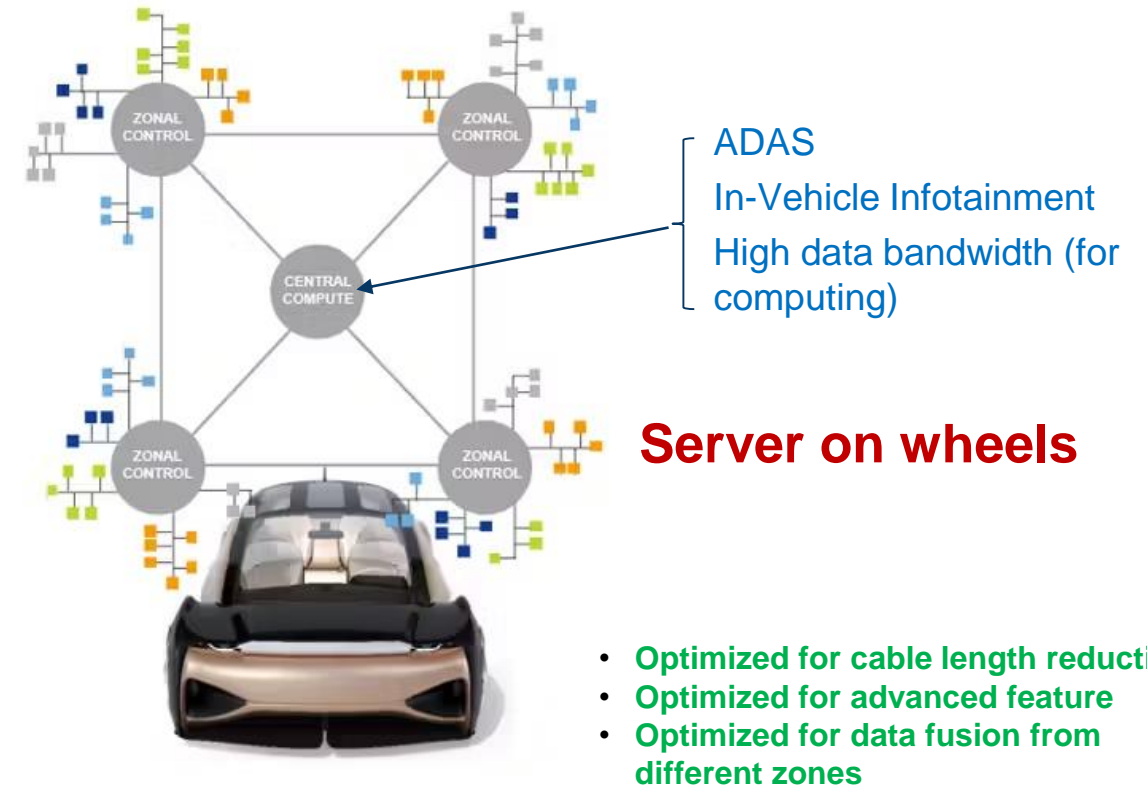 ZONAL
CONTROL
ZONAL
CONTROL
ADAS
In-Vehicle Infotainment
High data bandwidth (for
computing)
CENTRAL
COMPUTE
Server on wheels
ZONAL
CONTROL
ZONAL
CONTROL
• Optimized for cable length reducti
• Optimized for advanced feature
• Optimized for data fusion from
different zones